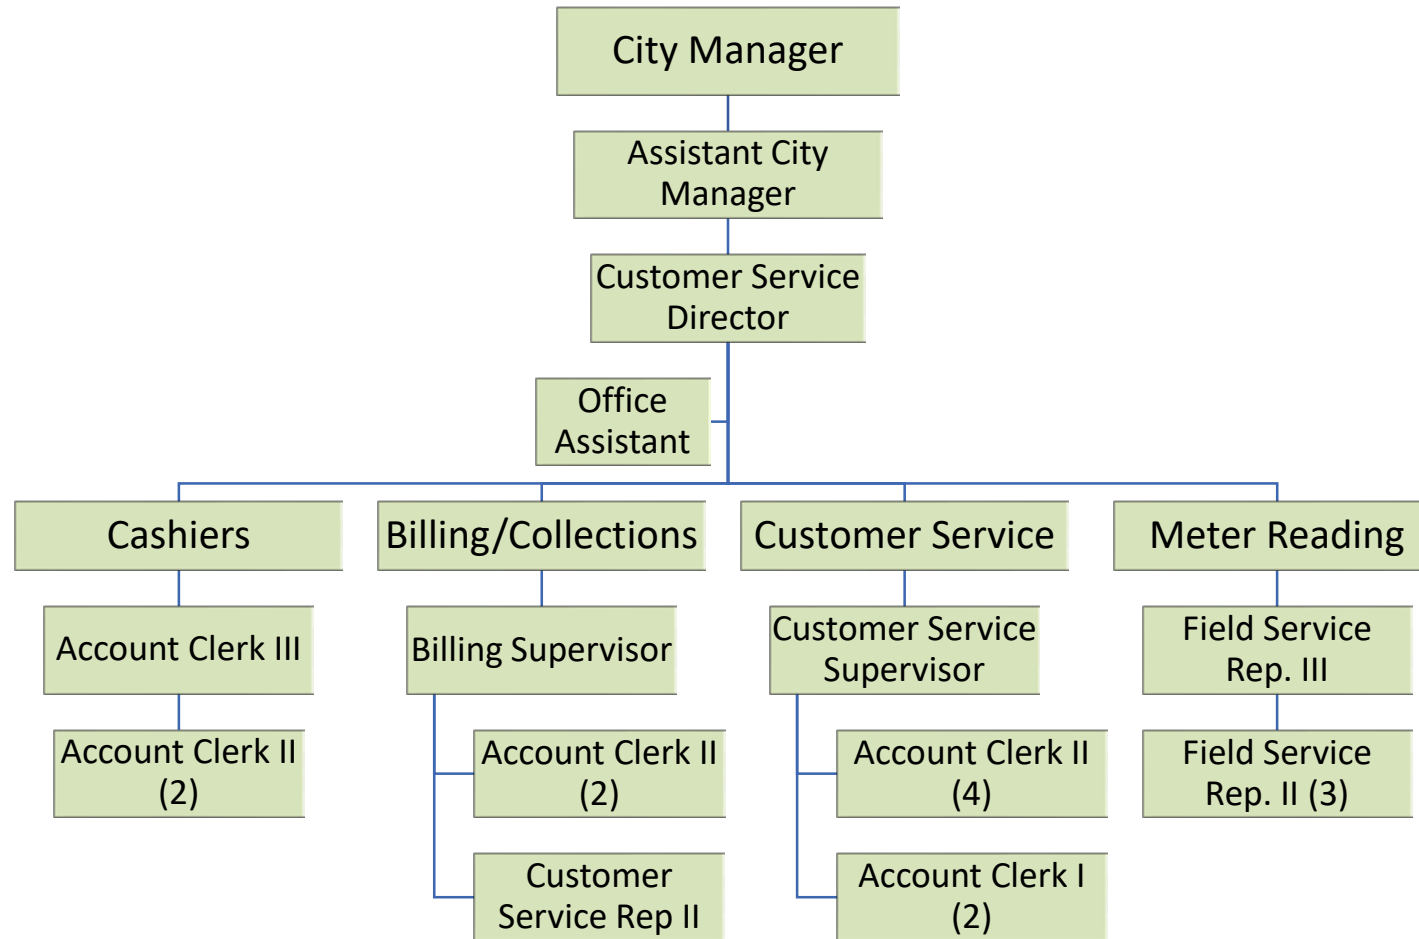 City Manager
Assistant City
Manager
Customer Service
Director
Office
Assistant
Cashiers
Billing/Collections
Customer Service
Meter Reading
Account Clerk III
Billing Supervisor
Customer Service
Supervisor
Field Service
Rep. III
Account Clerk II
(2)
Account Clerk II
(2)
Account Clerk II
(4)
Field Service
Rep. II (3)
Customer
Service Rep II
Account Clerk I
(2)